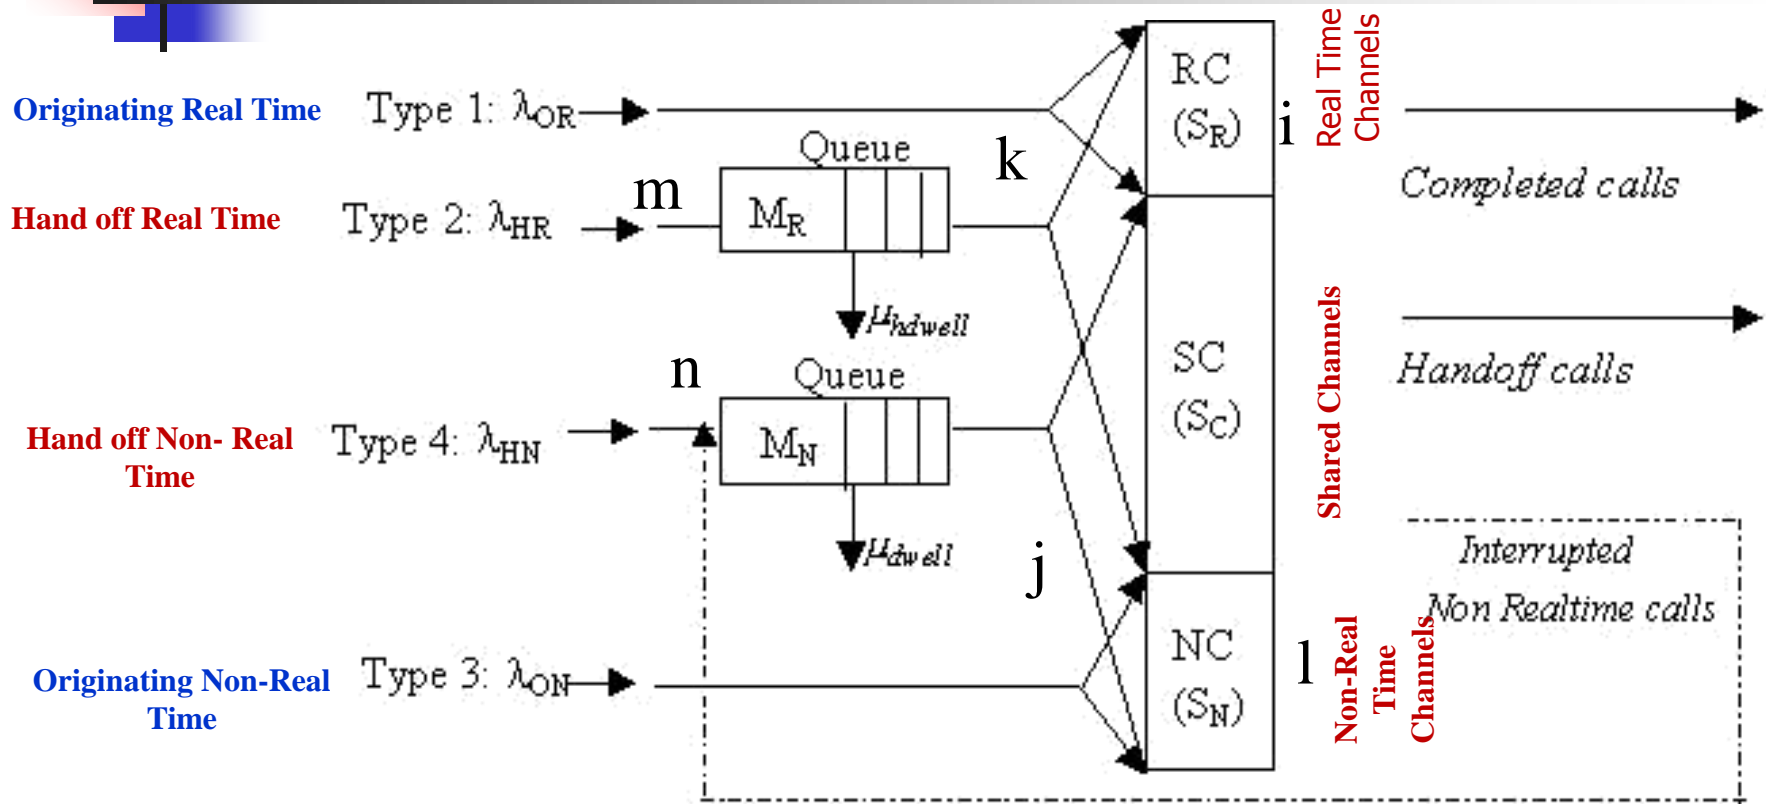 Originating Real Time
Type 1: λOR
Queue
k
RC
(SR)
i
Real Time
Channels
Completed calls
Hand off Real Time
Type 2: λHR
m
MR
μhdwell
Handoff calls
n
Queue
SC
(SC)
Shared Channels
Hand off Non- Real
Time
Type 4: λHN
MN
μdwell
j
Interrupted
Non Realtime calls
Originating Non-Real
Time
Type 3: λON
NC
(SN)
l
Non-Real
Time
Channels